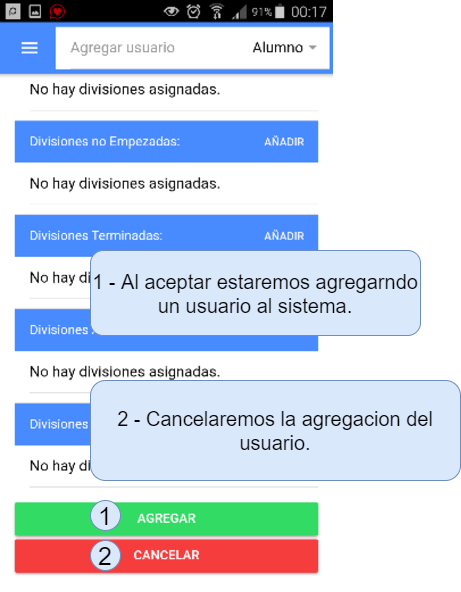 91% 00:17
Agregar usuario Alumno
No hay divisiones asignadas.
Divisiones no Empezadas: AÑADIR
No hay divisiones asignadas.
Divisiones Terminadas: AÑADIR
No hay di
1 - Al aceptar estaremos agregarndo
un usuario al sistema.
Divisiones
No hay divisiones asignadas.
Divisiones
2 - Cancelaremos la agregacion del
usuario.
No hay di
1 AGREGAR
2 CANCELAR